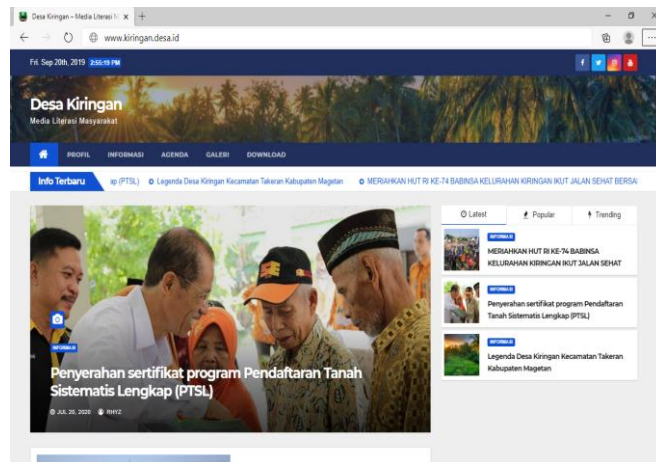 Desa Kiringan – Media Literasi M
www.kiringan.desa.id
Fri. Sep 20th, 2019 2:55:19 PM
Desa Kiringan
Media Literasi Masyarakat
PROFIL INFORMASI AGENDA GALERI DOWNLOAD
Info Terbaru ap (PTSL) Legenda Desa Kiringan Kecamatan Takeran Kabupaten Magetan MERIAHKAN HUT RI KE-74 BABINSA KELURAHAN KIRINGAN IKUT JALAN SEHAT BERSA
INFORMASI
Penyerahan sertifikat program Pendaftaran Tanah
Sistematis Lengkap (PTSL)
JUL 20, 2020 RHYZ
Latest Popular Trending
INFORMASI
MERIAHKAN HUT RI KE-74 BABINSA
KELURAHAN KIRINGAN IKUT JALAN SEHAT
INFORMASI
Penyerahan sertifikat program Pendaftaran
Tanah Sistematis Lengkap (PTSL)
INFORMASI
Legenda Desa Kiringan Kecamatan Takeran
Kabupaten Magetan